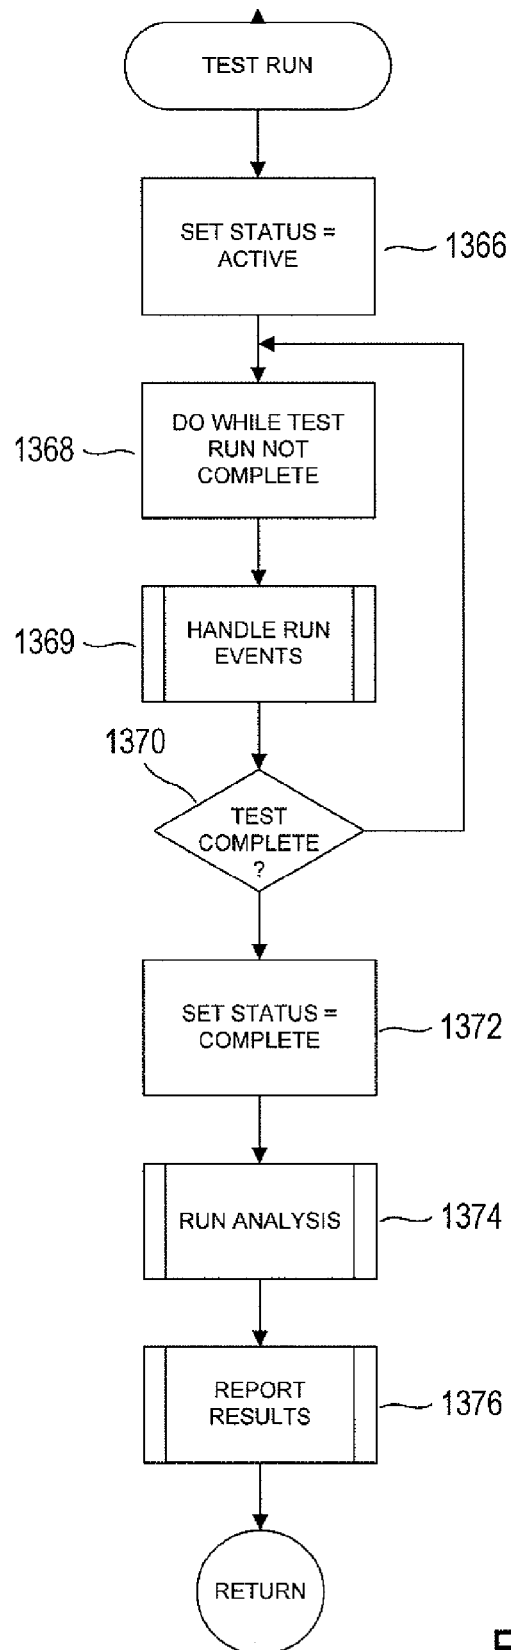 TEST RUN
SET STATUS =
ACTIVE
1366
DO WHILE TEST
RUN NOT
COMPLETE
1368
HANDLE RUN
EVENTS
1369
1370
TEST
COMPLETE
?
SET STATUS =
COMPLETE
1372
RUN ANALYSIS
1374
REPORT
RESULTS
1376
RETURN